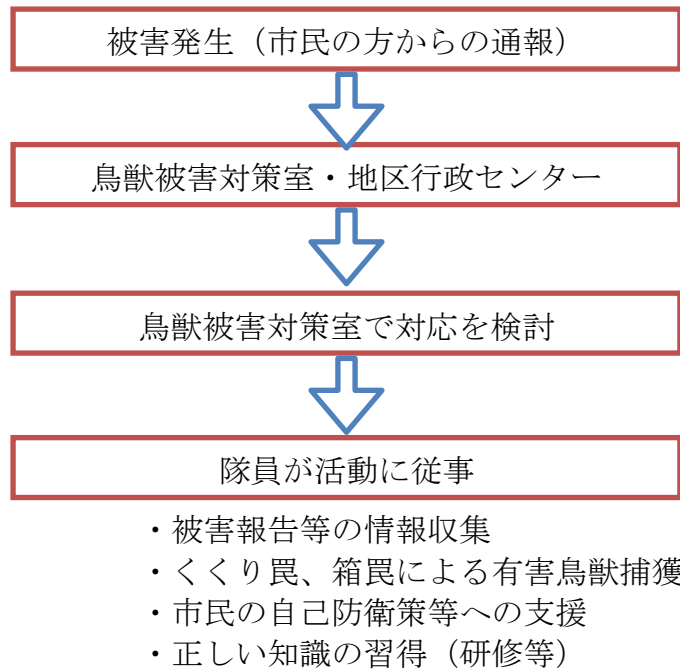 被害発生（市民の方からの通報）
鳥獣被害対策室・地区行政センター
鳥獣被害対策室で対応を検討
隊員が活動に従事
・被害報告等の情報収集
・くくり罠、箱罠による有害鳥獣捕獲
・市民の自己防衛策等への支援
・正しい知識の習得（研修等）